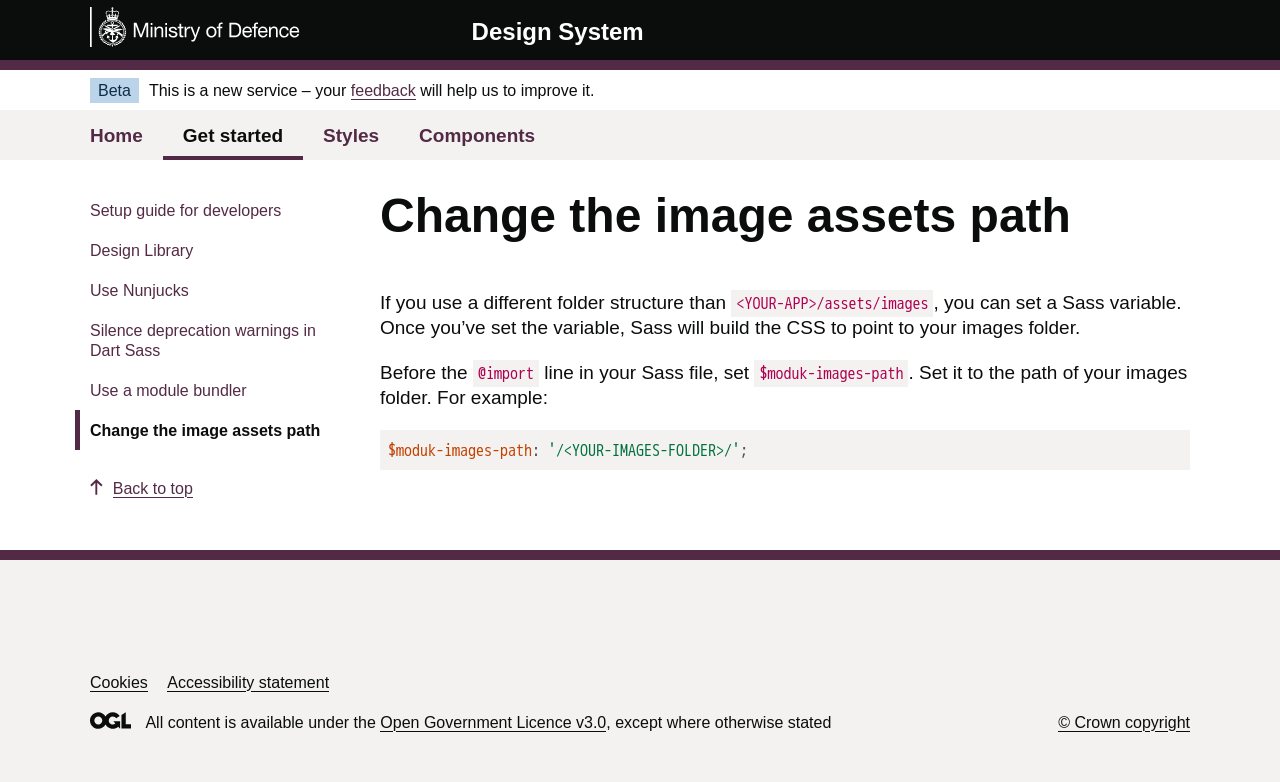 Ministry of Defence
Design System
Beta This is a new service – your feedback will help us to improve it.
Home Get started Styles Components
Setup guide for developers
Design Library
Use Nunjucks
Silence deprecation warnings in
Dart Sass
Use a module bundler
Change the image assets path
Back to top
Change the image assets path
If you use a different folder structure than <YOUR-APP>/assets/images, you can set a Sass variable.
Once you’ve set the variable, Sass will build the CSS to point to your images folder.
Before the @import line in your Sass file, set $moduk-images-path. Set it to the path of your images
folder. For example:
$moduk-images-path: '/<YOUR-IMAGES-FOLDER>/';
Cookies Accessibility statement
OGL All content is available under the Open Government Licence v3.0, except where otherwise stated
© Crown copyright